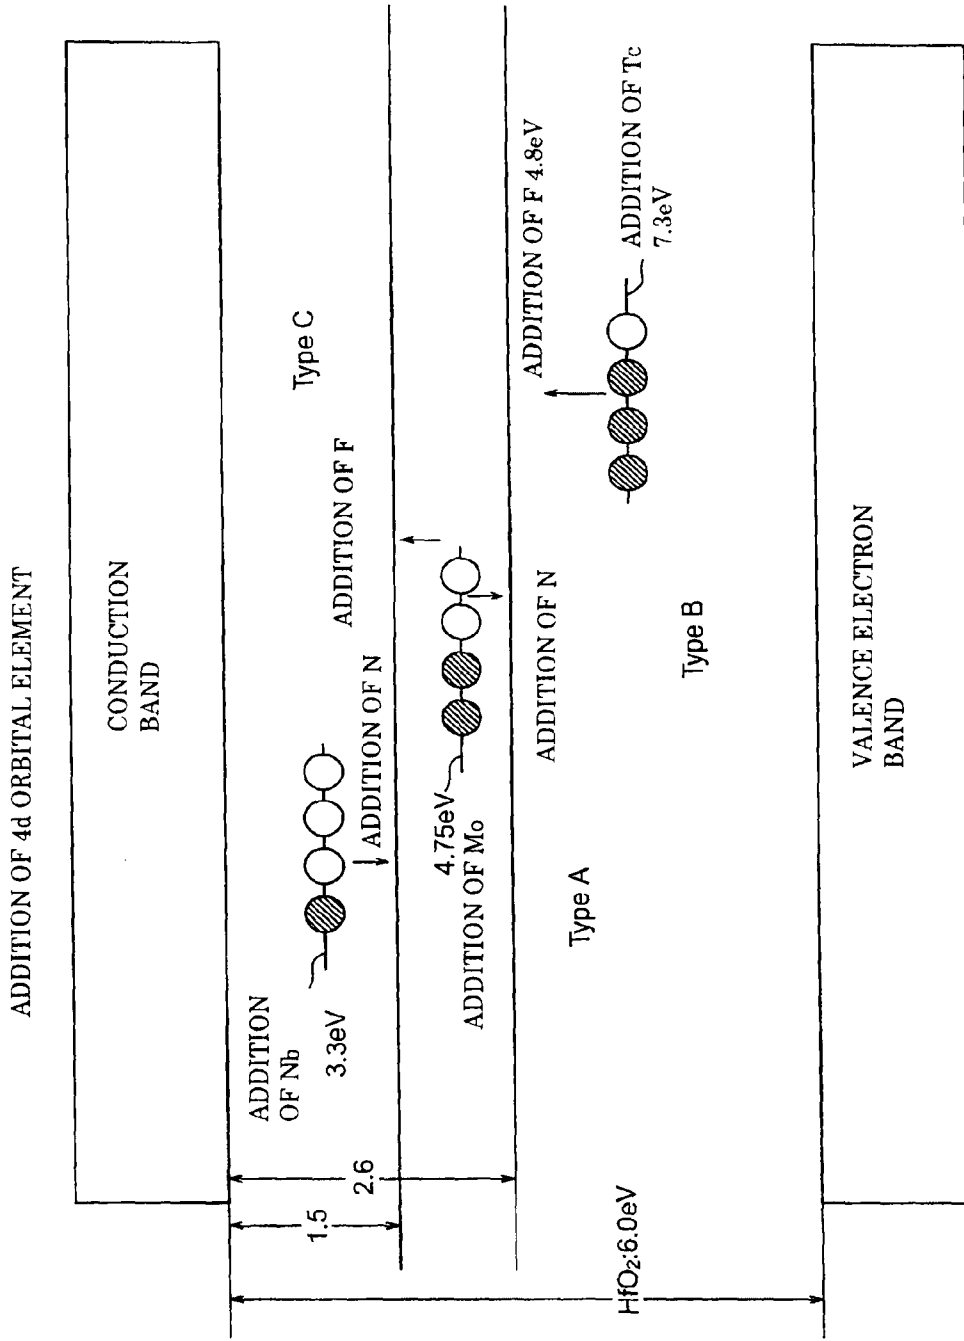 ADDITION OF 4d ORBITAL ELEMENT
CONDUCTION
BAND
Type C
ADDITION
OF Nb
3.3eV
ADDITION OF N
ADDITION OF F
1.5
2.6
4.75eV
ADDITION OF Mo
ADDITION OF N
ADDITION OF F 4.8eV
ADDITION OF Tc
7.3eV
Type A
Type B
HfO₂:6.0eV
VALENCE ELECTRON
BAND